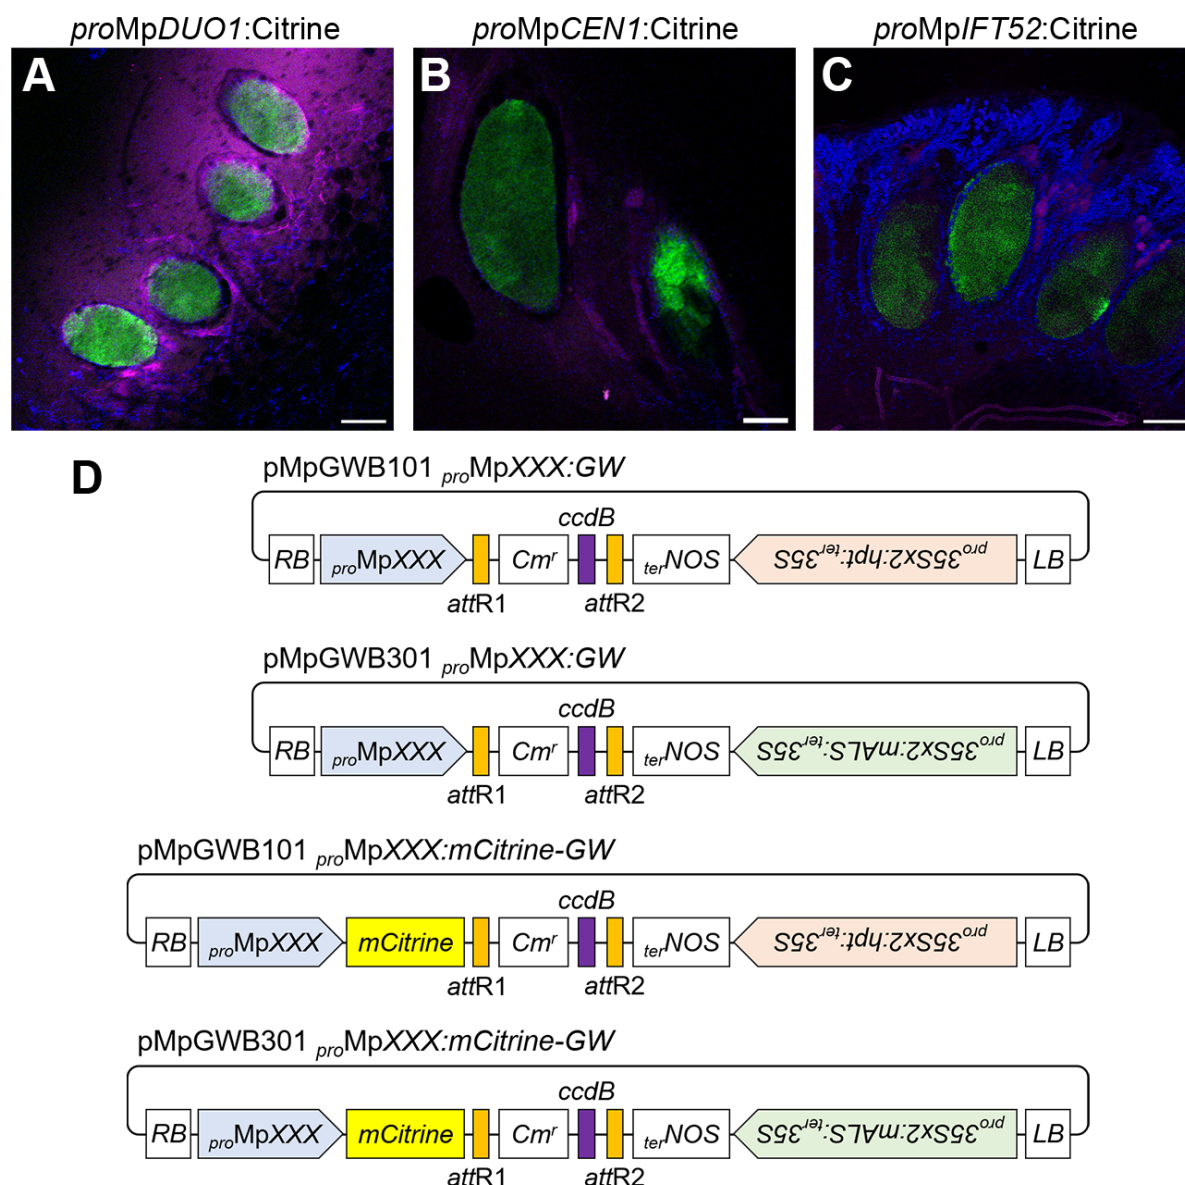 proMpDUO1:Citrine proMpCEN1:Citrine proMpIFT52:Citrine
A B C
D
pMpGWB101 proMpXXX:GW
ccdB
RB proMpXXX Cmr terNOS pro35Sx2:hpt:ter35S LB
attR1 attR2
pMpGWB301 proMpXXX:GW
ccdB
RB proMpXXX Cmr terNOS pro35Sx2:mALS:ter35S LB
attR1 attR2
pMpGWB101 proMpXXX:mCitrine-GW
ccdB
RB proMpXXX mCitrine Cmr terNOS pro35Sx2:hpt:ter35S LB
attR1 attR2
pMpGWB301 proMpXXX:mCitrine-GW
ccdB
RB proMpXXX mCitrine Cmr terNOS pro35Sx2:mALS:ter35S LB
attR1 attR2